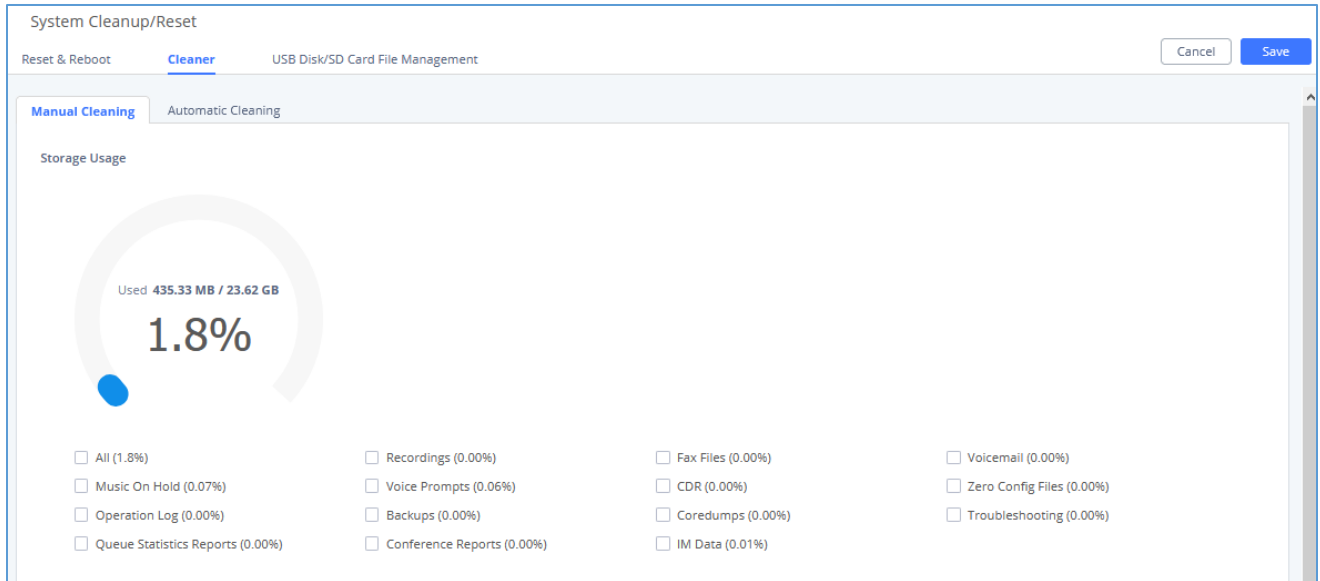 System Cleanup/Reset
Reset & Reboot Cleaner USB Disk/SD Card File Management Cancel Save
Manual Cleaning Automatic Cleaning
Storage Usage
Used 435.33 MB / 23.62 GB
1.8%
All (1.8%) Recordings (0.00%) Fax Files (0.00%) Voicemail (0.00%)
Music On Hold (0.07%) Voice Prompts (0.06%) CDR (0.00%) Zero Config Files (0.00%)
Operation Log (0.00%) Backups (0.00%) Coredumps (0.00%) Troubleshooting (0.00%)
Queue Statistics Reports (0.00%) Conference Reports (0.00%) IM Data (0.01%)